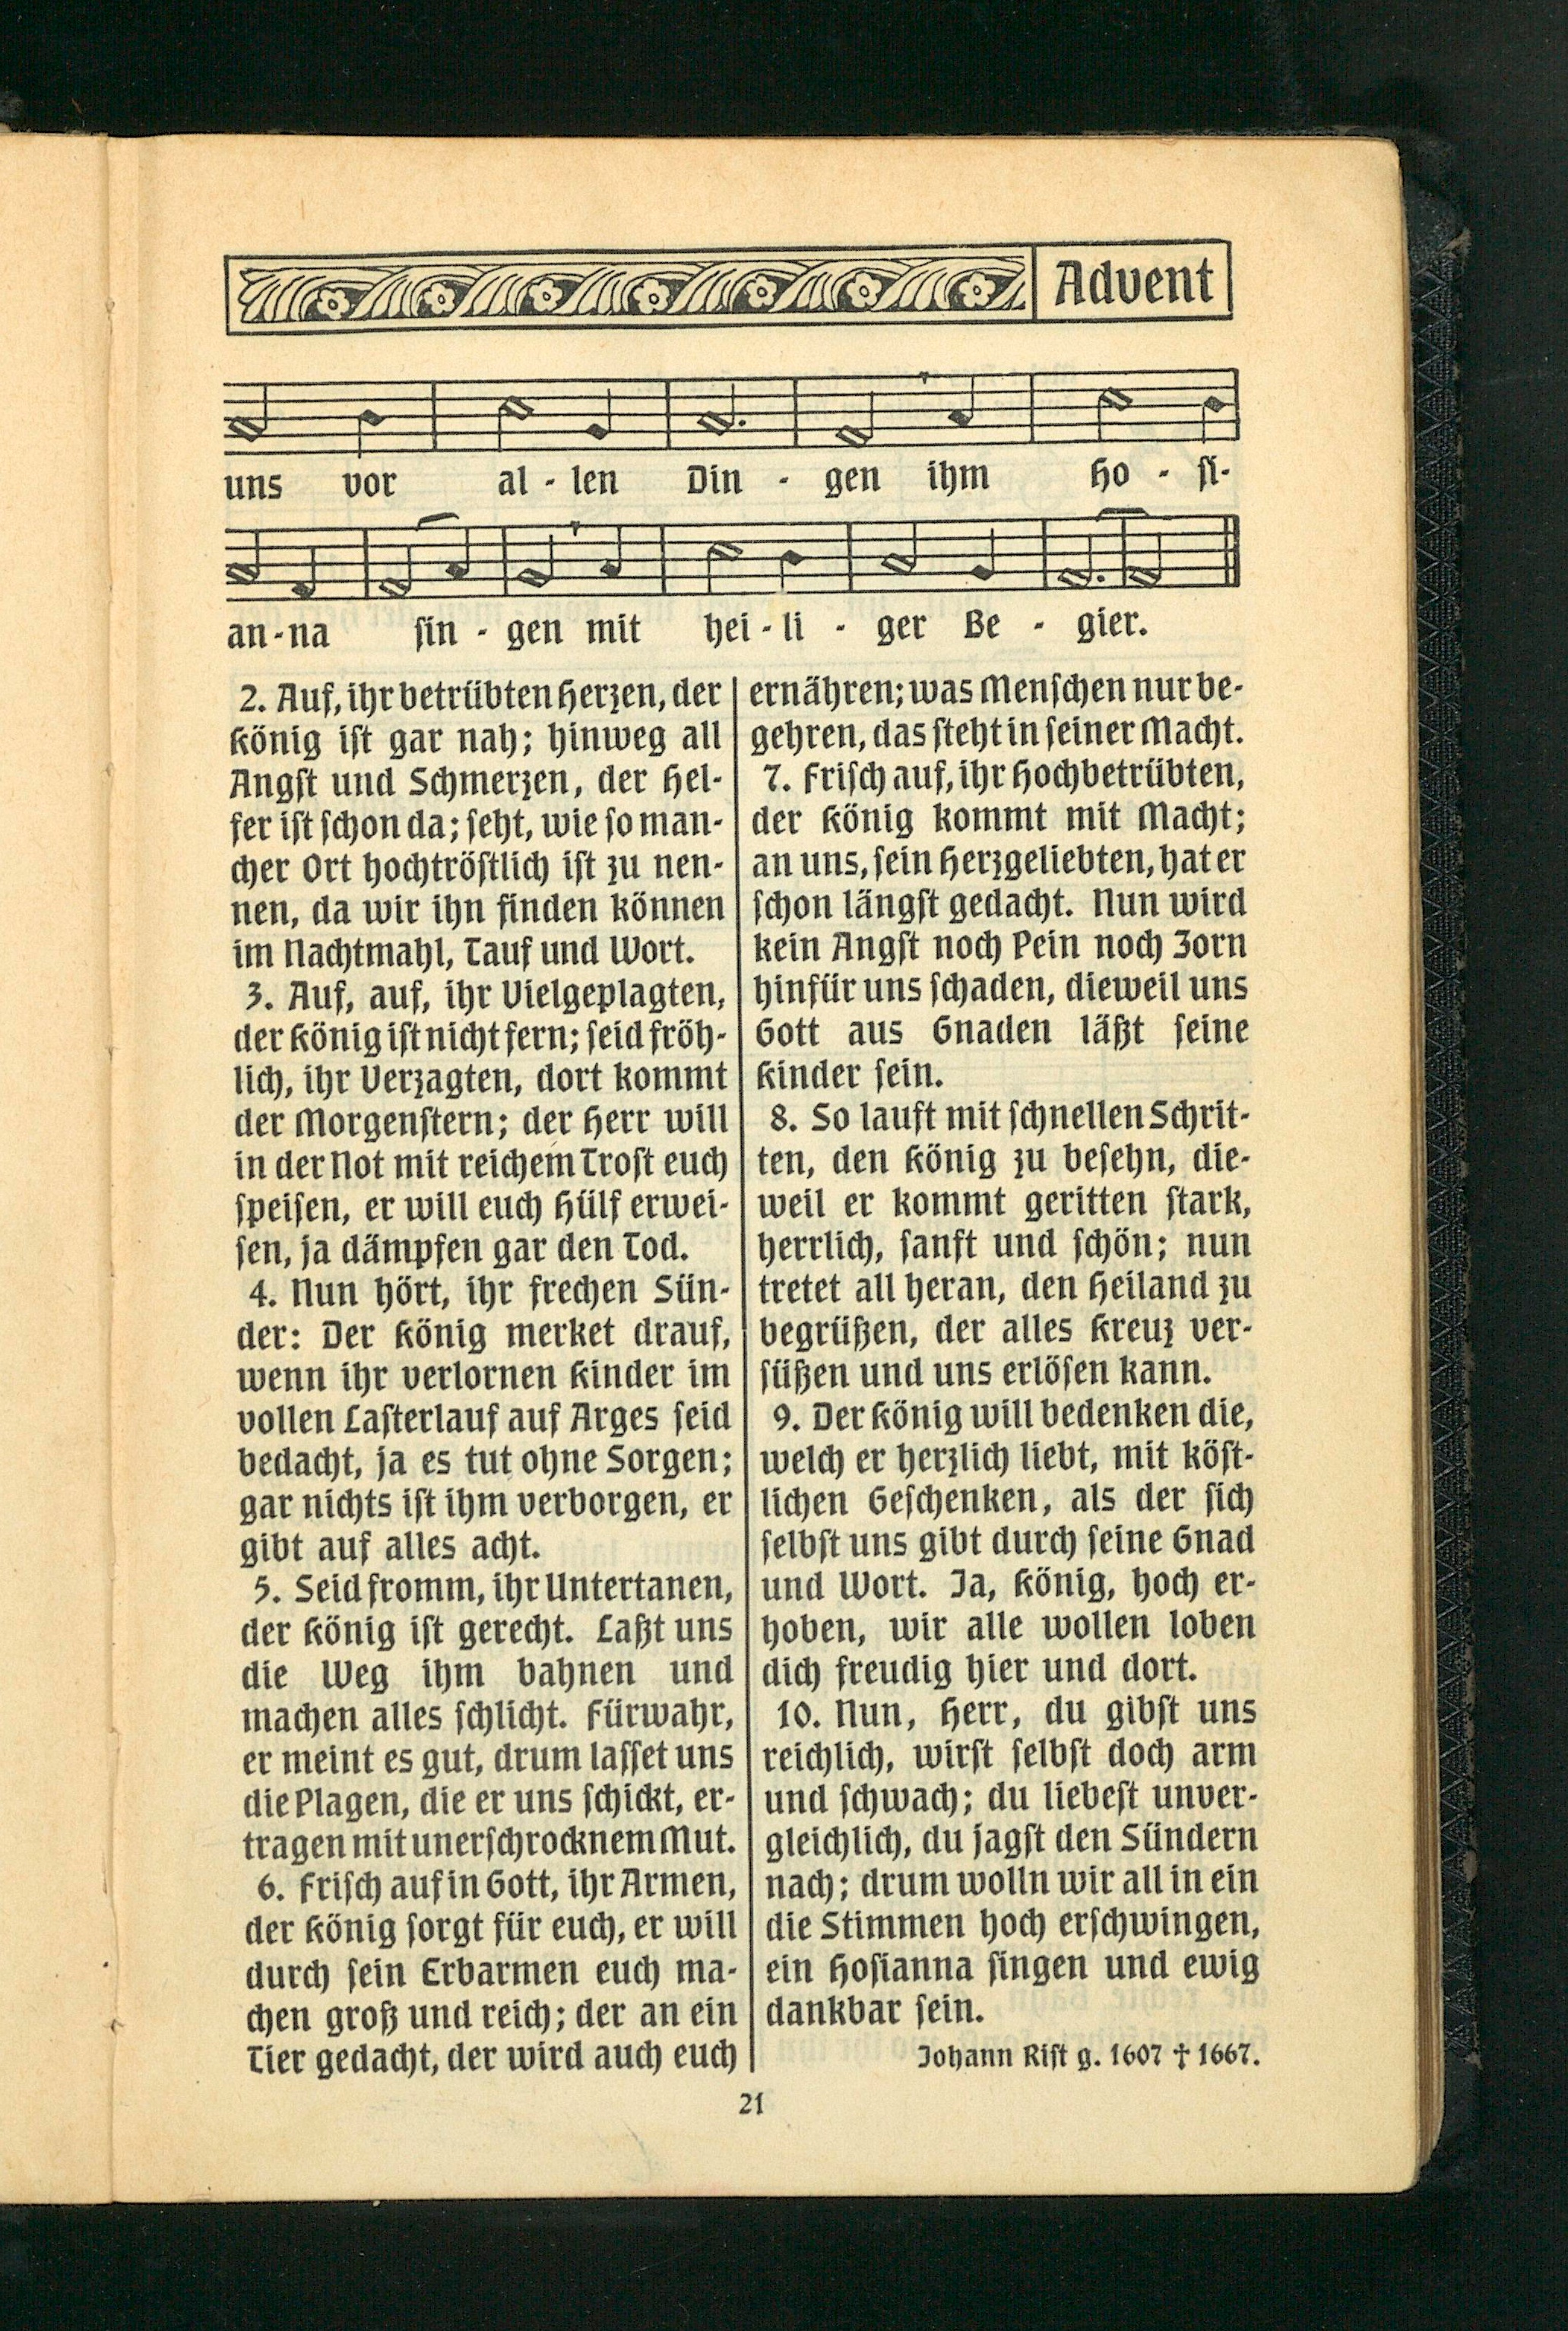 Advent
uns vor al - len Din - gen ihm Ho - si-
an-na sin - gen mit hei - li - ger Be - gier.
2. Auf, ihr betrübten Herzen, der
König ist gar nah; hinweg all
Angst und Schmerzen, der Hel-
fer ist schon da; seht, wie so man-
cher Ort hochtröstlich ist zu nen-
nen, da wir ihn finden können
im Nachtmahl, Tauf und Wort.
3. Auf, auf, ihr Vielgeplagten,
der König ist nicht fern; seid fröh-
lich, ihr Verzagten, dort kommt
der Morgenstern; der Herr will
in der Not mit reichem Trost euch
speisen, er will euch Hülf erwei-
sen, ja dämpfen gar den Tod.
4. Nun hört, ihr frechen Sün-
der: Der König merket drauf,
wenn ihr verlornen Kinder im
vollen Lasterlauf auf Arges seid
bedacht, ja es tut ohne Sorgen;
gar nichts ist ihm verborgen, er
gibt auf alles acht.
5. Seid fromm, ihr Untertanen,
der König ist gerecht. Laßt uns
die Weg ihm bahnen und
machen alles schlicht. Fürwahr,
er meint es gut, drum lasset uns
die Plagen, die er uns schickt, er-
tragen mit unerschrocknem Mut.
6. Frisch auf in Gott, ihr Armen,
der König sorgt für euch, er will
durch sein Erbarmen euch ma-
chen groß und reich; der an ein
Tier gedacht, der wird auch euch
ernähren; was Menschen nur be-
gehren, das steht in seiner Macht.
7. Frisch auf, ihr Hochbetrübten,
der König kommt mit Macht;
an uns, sein Herzgeliebten, hat er
schon längst gedacht. Nun wird
kein Angst noch Pein noch Zorn
hinfür uns schaden, dieweil uns
Gott aus Gnaden läßt seine
Kinder sein.
8. So lauft mit schnellen Schrit-
ten, den König zu besehn, die-
weil er kommt geritten stark,
herrlich, sanft und schön; nun
tretet all heran, den Heiland zu
begrüßen, der alles Kreuz ver-
süßen und uns erlösen kann.
9. Der König will bedenken die,
welch er herzlich liebt, mit köst-
lichen Geschenken, als der sich
selbst uns gibt durch seine Gnad
und Wort. Ja, König, hoch er-
hoben, wir alle wollen loben
dich freudig hier und dort.
10. Nun, Herr, du gibst uns
reichlich, wirst selbst doch arm
und schwach; du liebest unver-
gleichlich, du jagst den Sündern
nach; drum wolln wir all in ein
die Stimmen hoch erschwingen,
ein Hosianna singen und ewig
dankbar sein.
Johann Rist g. 1607 † 1667.
21